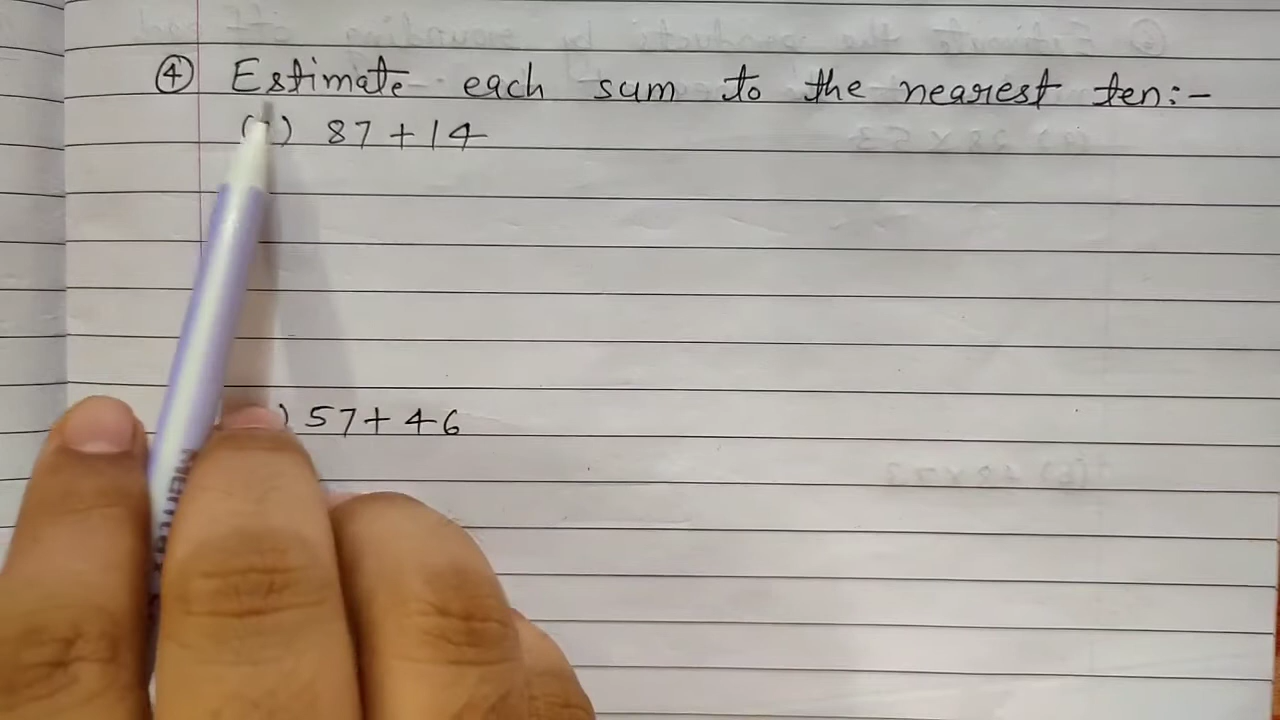 ④ Estimate each sum to the nearest ten:-
( ) 87 + 14
) 57 + 46